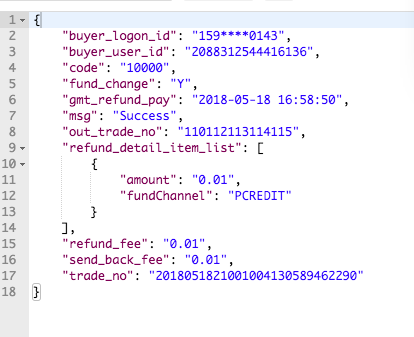 1 {
2 "buyer_logon_id": "159****0143",
3 "buyer_user_id": "2088312544416136",
4 "code": "10000",
5 "fund_change": "Y",
6 "gmt_refund_pay": "2018-05-18 16:58:50",
7 "msg": "Success",
8 "out_trade_no": "110112113114115",
9 "refund_detail_item_list": [
10 {
11 "amount": "0.01",
12 "fundChannel": "PCREDIT"
13 }
14 ],
15 "refund_fee": "0.01",
16 "send_back_fee": "0.01",
17 "trade_no": "2018051821001004130589462290"
18 }